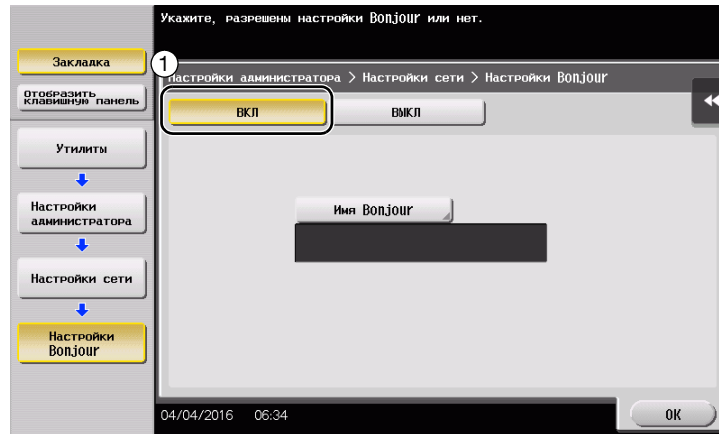 Укажите, разрешены настройки Bonjour или нет.
Закладка
1
Настройки администратора > Настройки сети > Настройки Bonjour
Отобразить
клавишную панель
ВКЛ
ВЫКЛ
Утилиты
Настройки
администратора
Имя Bonjour
Настройки сети
Настройки
Bonjour
04/04/2016 06:34
OK